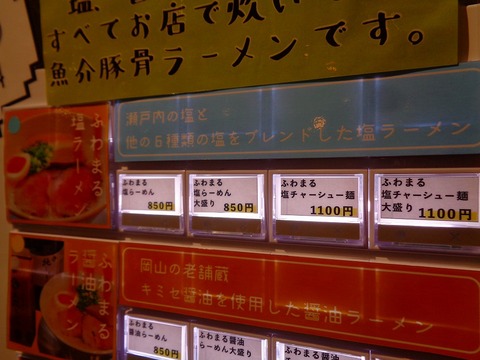 すべてお店で炊い
魚介豚骨ラーメンです。
ふわまる
塩ラーメン
瀬戸内の塩と
他の6種類の塩をブレンドした塩ラーメン
ふわまる
塩らーめん
850円
ふわまる
塩らーめん
大盛り 850円
ふわまる
塩チャーシュー麺
1100円
ふわまる
塩チャーシュー麺
大盛り 1100円
ふわまる
醤油
ラーメン
岡山の老舗蔵
キミセ醤油を使用した醤油ラーメン
ふわまる
醤油らーめん
850円
ふわまる醤油
らーめん大盛り
ふわまる